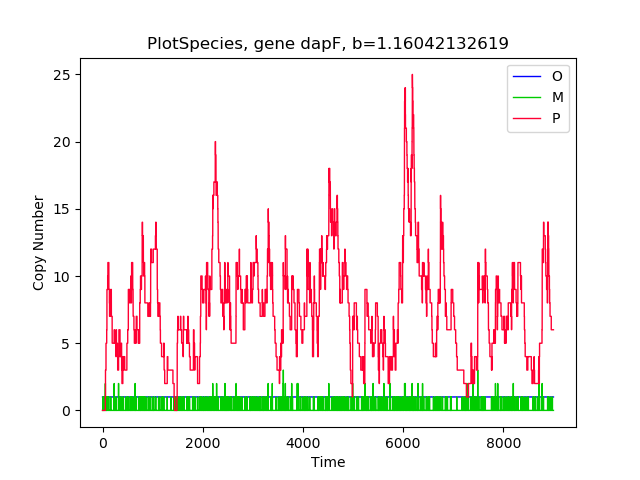 PlotSpecies, gene dapF, b=1.16042132619
O
M
P
25
20
15
10
5
0
Copy Number
0 2000 4000 6000 8000
Time